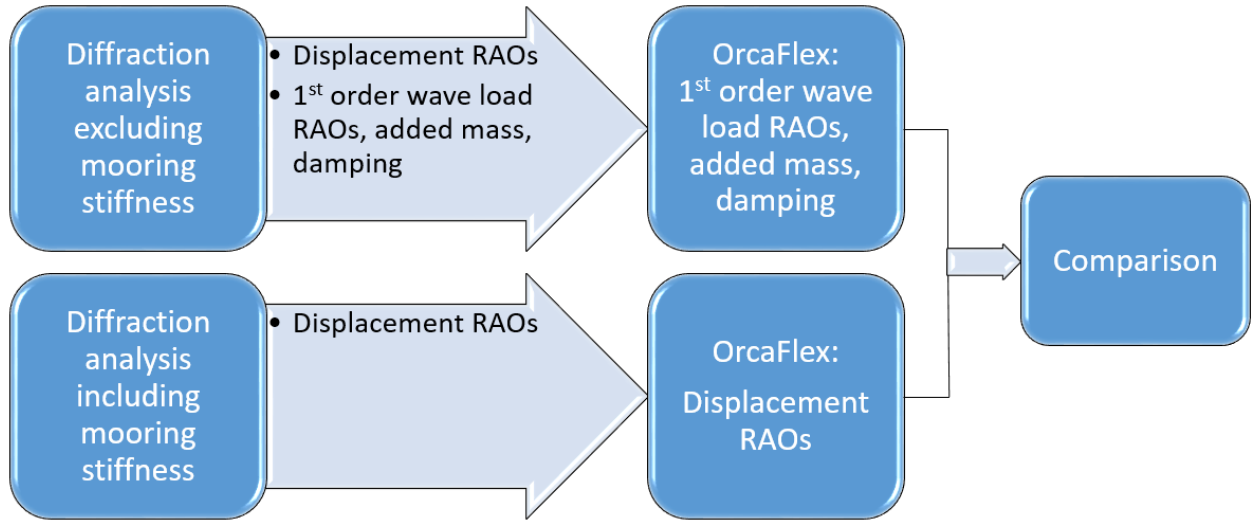 Diffraction
analysis
excluding
mooring
stiffness
• Displacement RAOs
• 1st order wave load
RAOs, added mass,
damping
OrcaFlex:
1st order wave
load RAOs,
added mass,
damping
Diffraction
analysis
including
mooring
stiffness
• Displacement RAOs
OrcaFlex:
Displacement
RAOs
Comparison